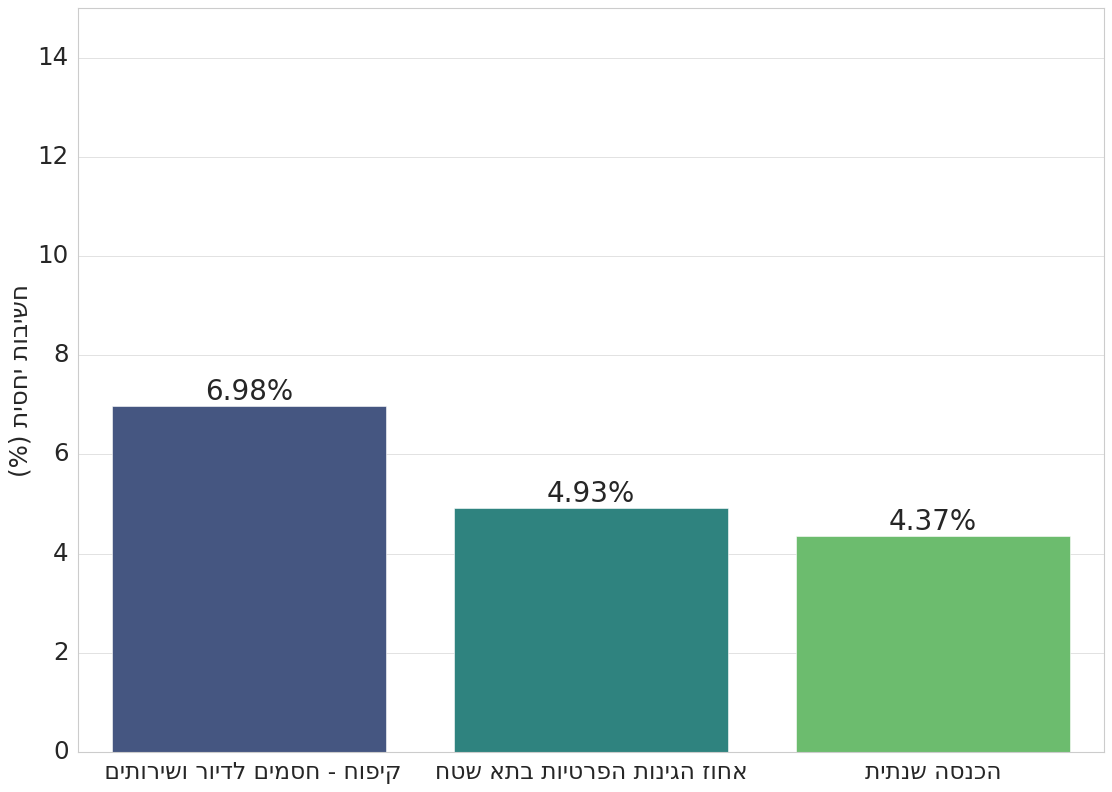 14
12
10
8
6
4
2
0
חשיבות יחסית (%)
6.98%
4.93%
4.37%
קיפוח - חסמים לדיור ושירותים
אחוז הגינות הפרטיות בתא שטח
הכנסה שנתית